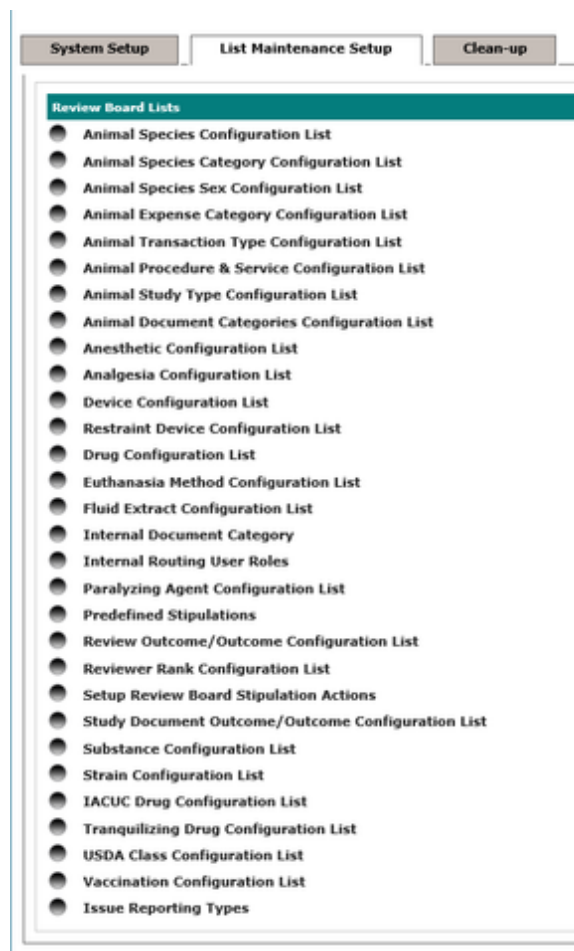 System Setup
List Maintenance Setup
Clean-up
Review Board Lists
Animal Species Configuration List
Animal Species Category Configuration List
Animal Species Sex Configuration List
Animal Expense Category Configuration List
Animal Transaction Type Configuration List
Animal Procedure & Service Configuration List
Animal Study Type Configuration List
Animal Document Categories Configuration List
Anesthetic Configuration List
Analgesia Configuration List
Device Configuration List
Restraint Device Configuration List
Drug Configuration List
Euthanasia Method Configuration List
Fluid Extract Configuration List
Internal Document Category
Internal Routing User Roles
Paralyzing Agent Configuration List
Predefined Stipulations
Review Outcome/Outcome Configuration List
Reviewer Rank Configuration List
Setup Review Board Stipulation Actions
Study Document Outcome/Outcome Configuration List
Substance Configuration List
Strain Configuration List
IACUC Drug Configuration List
Tranquilizing Drug Configuration List
USDA Class Configuration List
Vaccination Configuration List
Issue Reporting Types